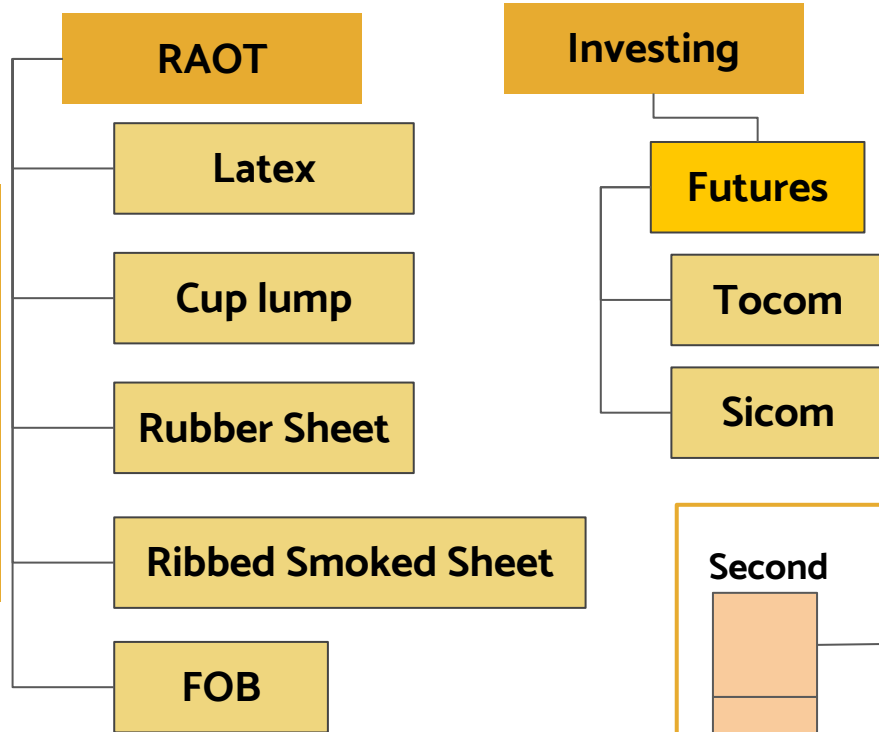 RAOT
Latex
Cup lump
Rubber Sheet
Ribbed Smoked Sheet
FOB
Investing
Futures
Tocom
Sicom
Second